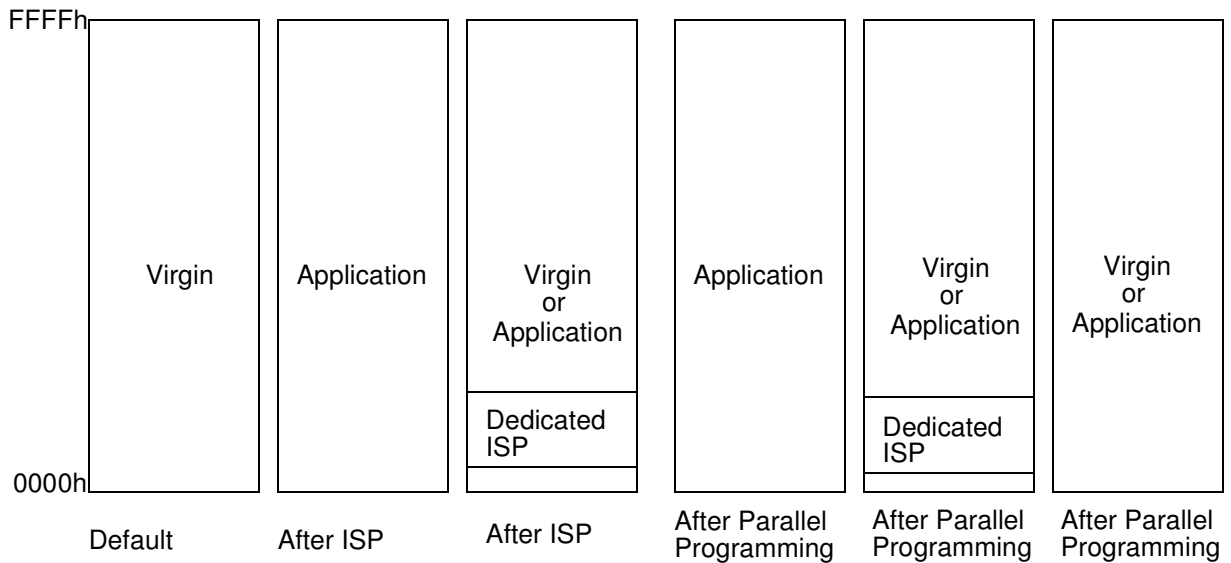 FFFFh
Virgin
Application
Virgin
or
Application
Dedicated
ISP
Application
Virgin
or
Application
Dedicated
ISP
Virgin
or
Application
0000h
Default
After ISP
After ISP
After Parallel
Programming
After Parallel
Programming
After Parallel
Programming